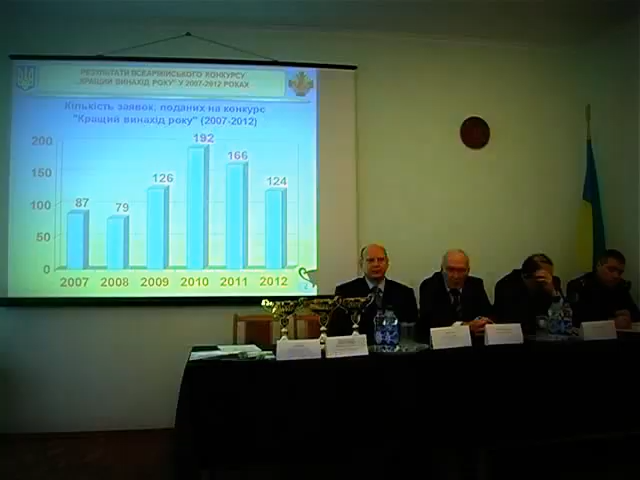 РЕЗУЛЬТАТИ ВСЕАРМІЙСЬКОГО КОНКУРСУ
"КРАЩИЙ ВИНАХІД РОКУ" У 2007-2012 РОКАХ
Кількість заявок, поданих на конкурс
"Кращий винахід року" (2007-2012)
200
150
100
50
0
87
79
126
192
166
124
2007 2008 2009 2010 2011 2012